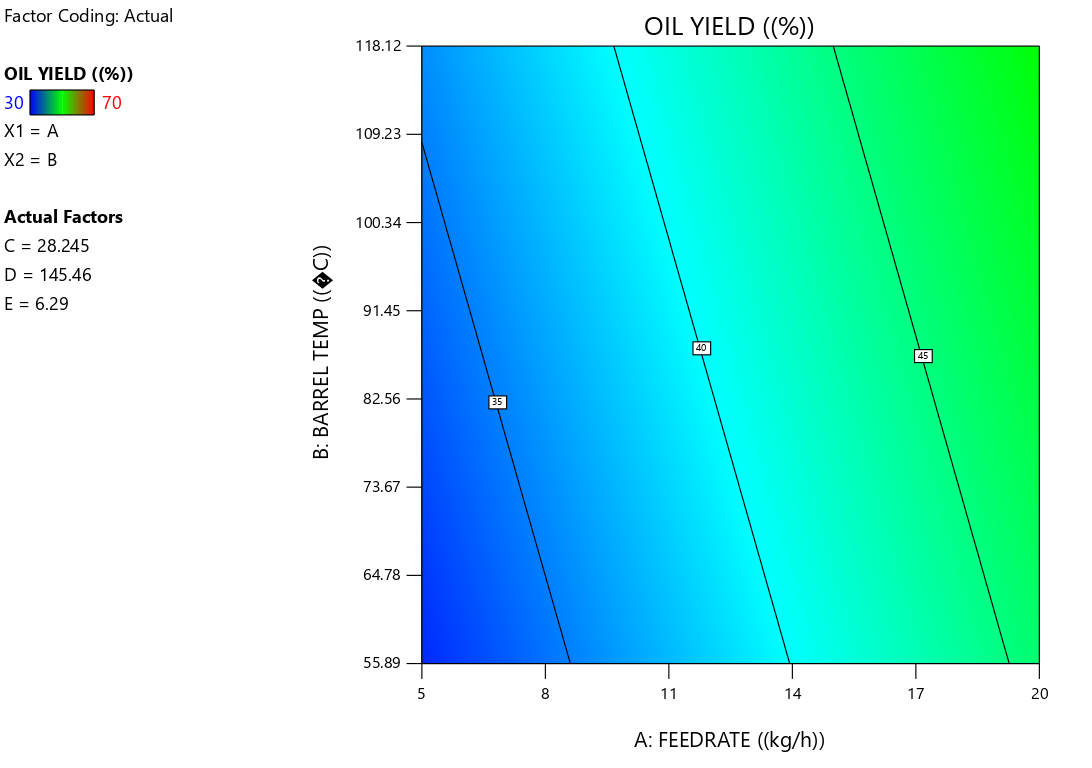 Factor Coding: Actual
OIL YIELD ((%))
30 70
X1 = A
X2 = B
Actual Factors
C = 28.245
D = 145.46
E = 6.29
OIL YIELD ((%))
118.12
109.23
100.34
91.45
82.56
73.67
64.78
55.89
B: BARREL TEMP ((�C))
35
40
45
5 8 11 14 17 20
A: FEEDRATE ((kg/h))